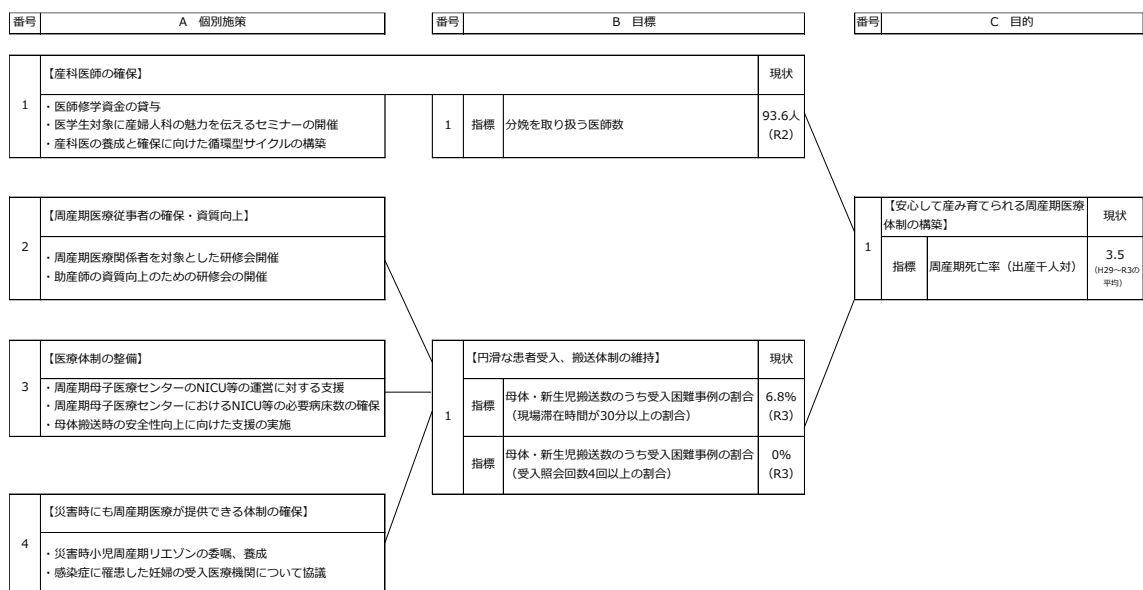 番号 A 個別施策 番号 B 目標 番号 C 目的
1 【産科医師の確保】 現状
・医師修学資金の貸与
・医学生対象に産婦人科の魅力を伝えるセミナーの開催
・産科医の養成と確保に向けた循環型サイクルの構築
1 指標 分娩を取り扱う医師数 93.6人
(R2)
2 【周産期医療従事者の確保・資質向上】
・周産期医療関係者を対象とした研修会開催
・助産師の資質向上のための研修会の開催
1 【安心して産み育てられる周産期医療
体制の構築】 現状
指標 周産期死亡率（出産千人対） 3.5
(H29～R3の
平均)
3 【医療体制の整備】
・周産期母子医療センターのNICU等の運営に対する支援
・周産期母子医療センターにおけるNICU等の必要病床数の確保
・母体搬送時の安全性向上に向けた支援の実施
1 【円滑な患者受入、搬送体制の維持】 現状
指標 母体・新生児搬送数のうち受入困難事例の割合 6.8%
（現場滞在時間が30分以上の割合） (R3)
指標 母体・新生児搬送数のうち受入困難事例の割合 0%
（受入照会回数4回以上の割合） (R3)
4 【災害時にも周産期医療が提供できる体制の確保】
・災害時小児周産期リエゾンの委嘱、養成
・感染症に罹患した妊婦の受入医療機関について協議